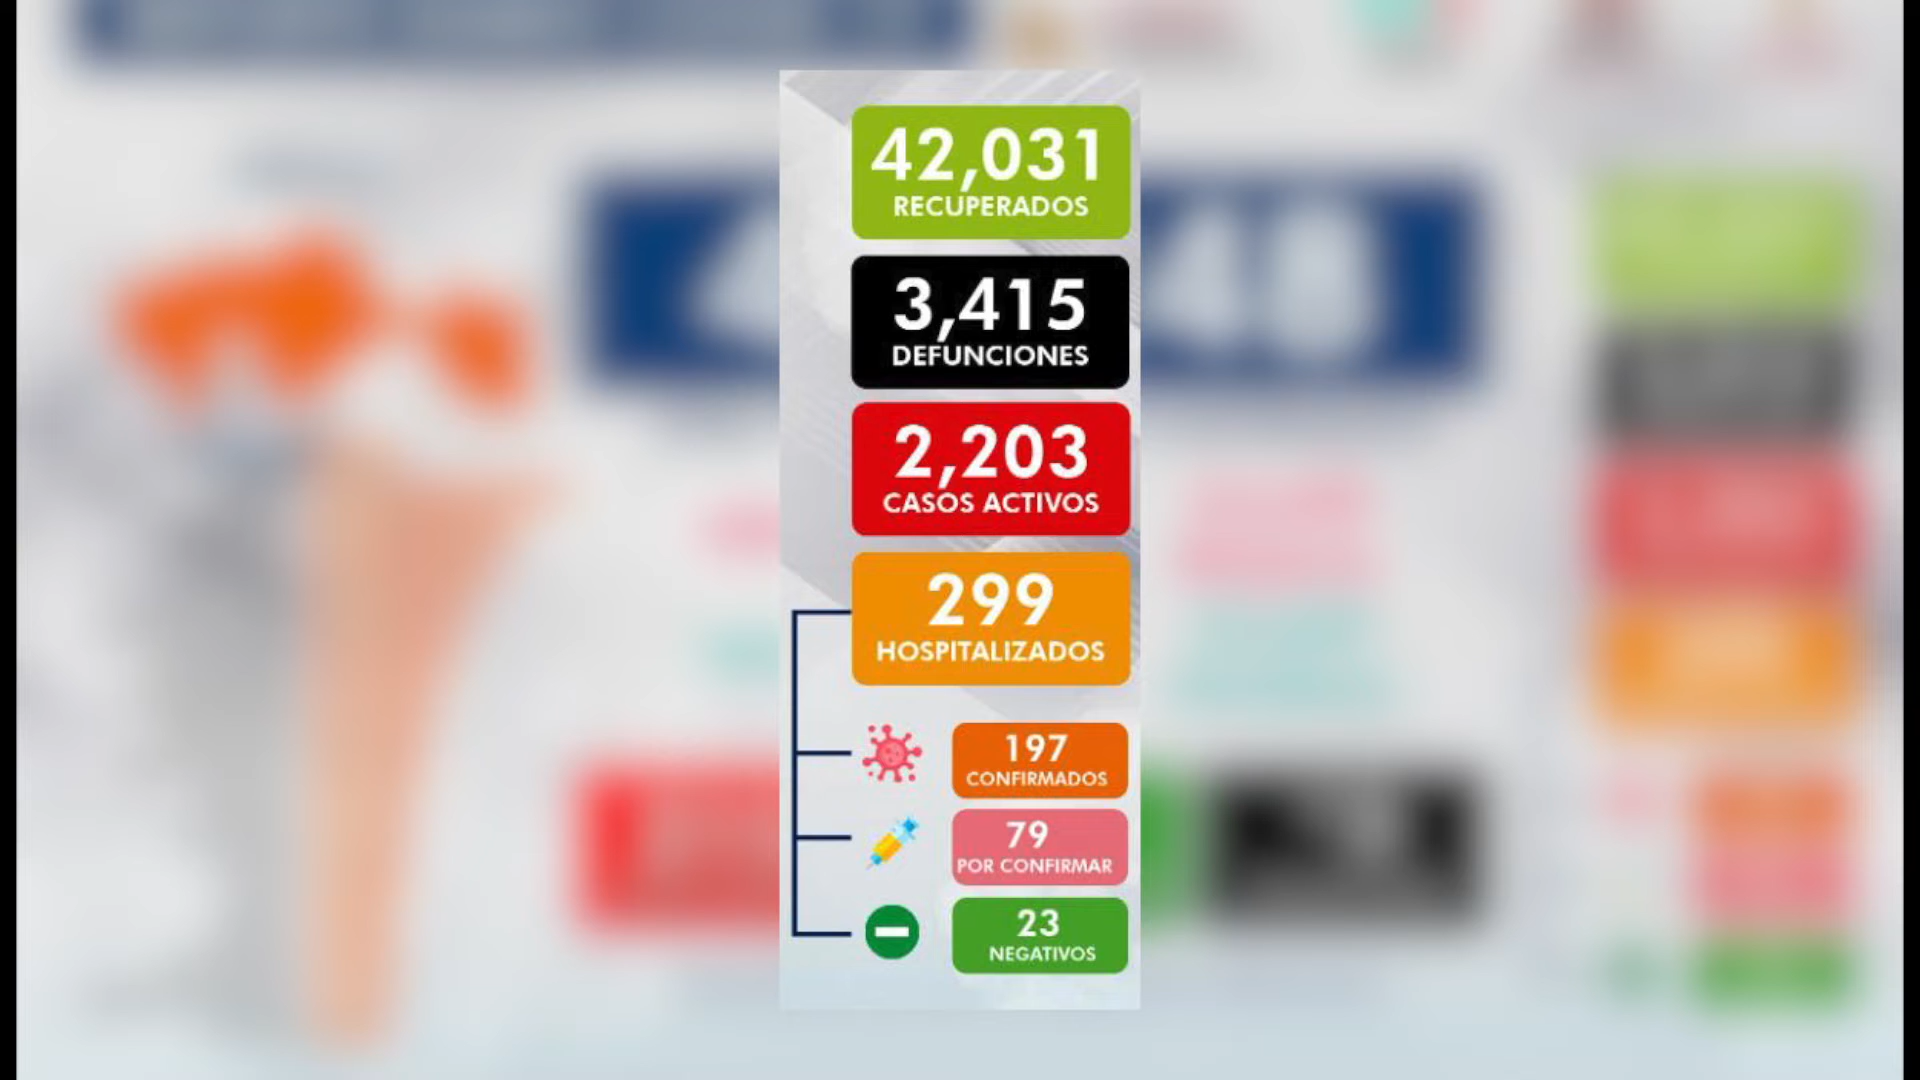 42,031
RECUPERADOS
3,415
DEFUNCIONES
2,203
CASOS ACTIVOS
299
HOSPITALIZADOS
197
CONFIRMADOS
79
POR CONFIRMAR
23
NEGATIVOS